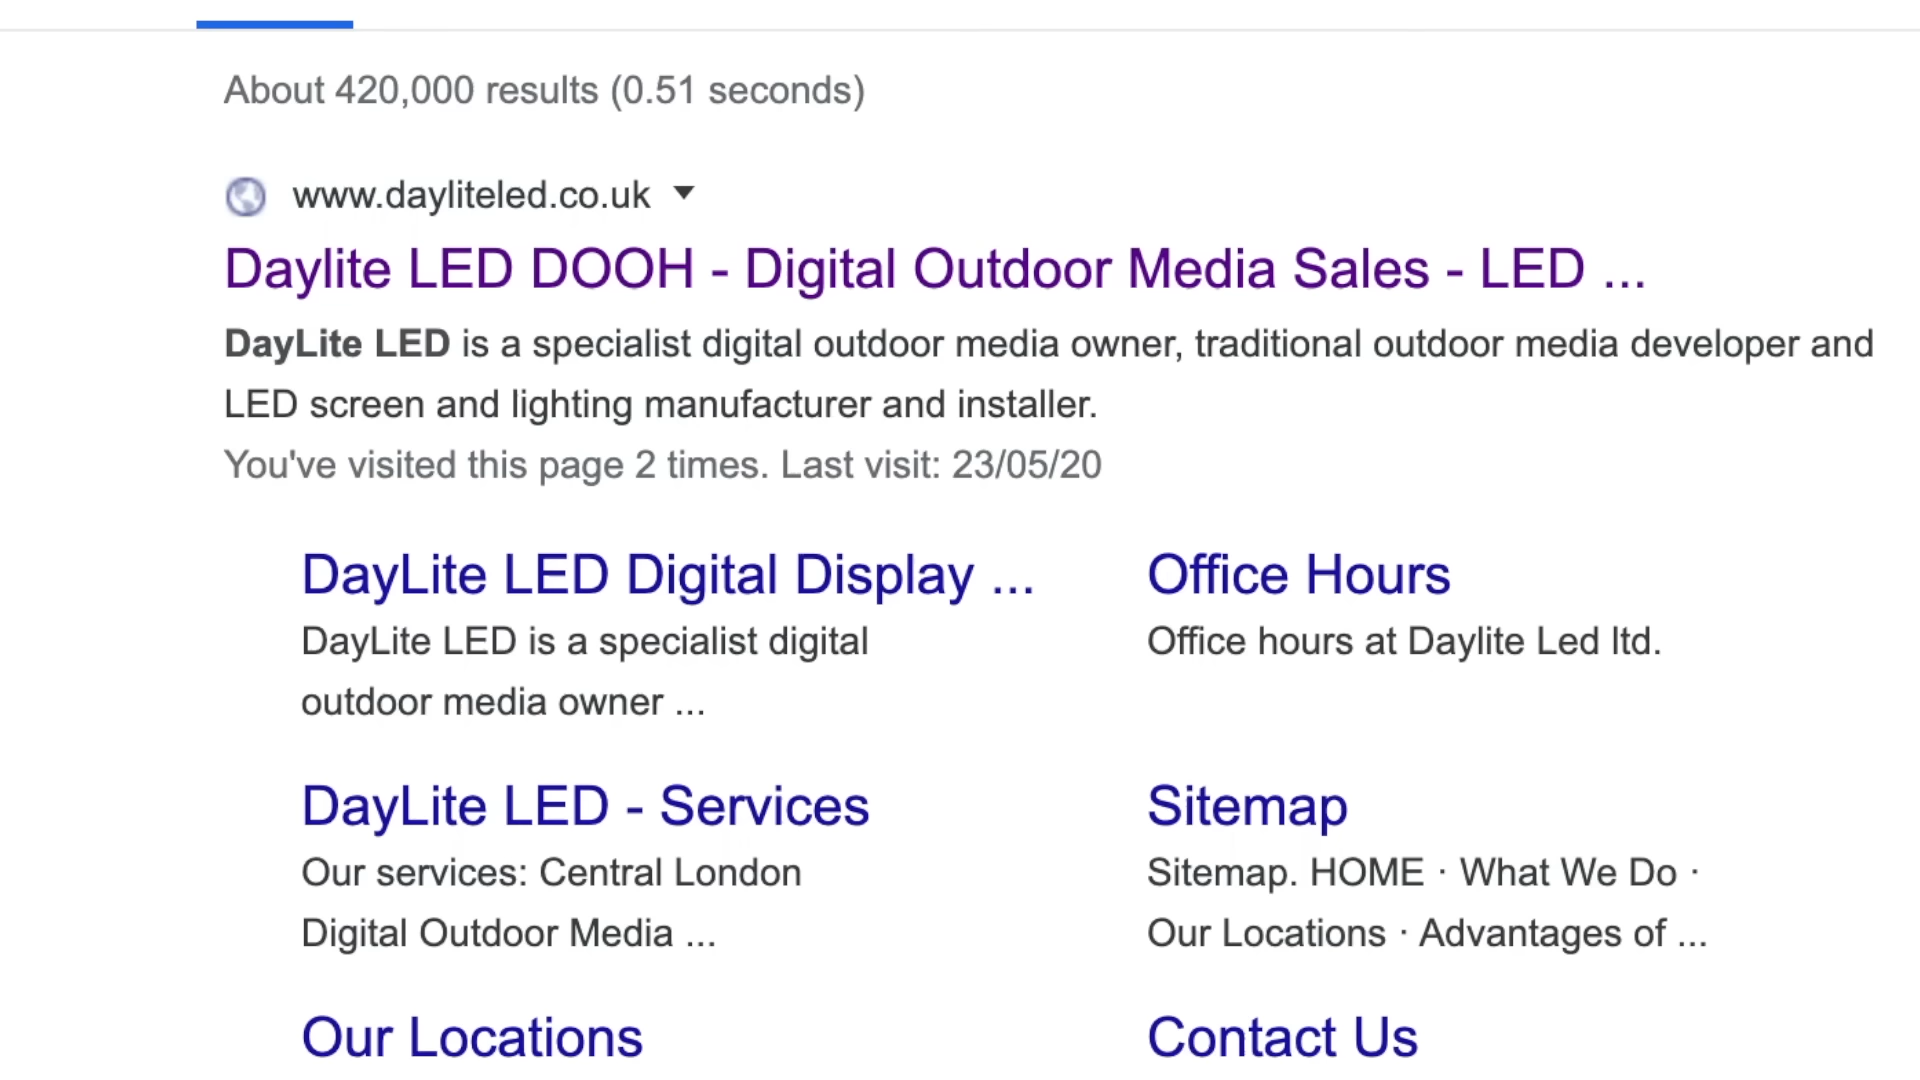 About 420,000 results (0.51 seconds)
www.dayliteled.co.uk
Daylite LED DOOH - Digital Outdoor Media Sales - LED ...
DayLite LED is a specialist digital outdoor media owner, traditional outdoor media developer and
LED screen and lighting manufacturer and installer.
You've visited this page 2 times. Last visit: 23/05/20
DayLite LED Digital Display ...
DayLite LED is a specialist digital
outdoor media owner ...
Office Hours
Office hours at Daylite Led ltd.
DayLite LED - Services
Our services: Central London
Digital Outdoor Media ...
Sitemap
Sitemap. HOME · What We Do ·
Our Locations · Advantages of ...
Our Locations
Contact Us